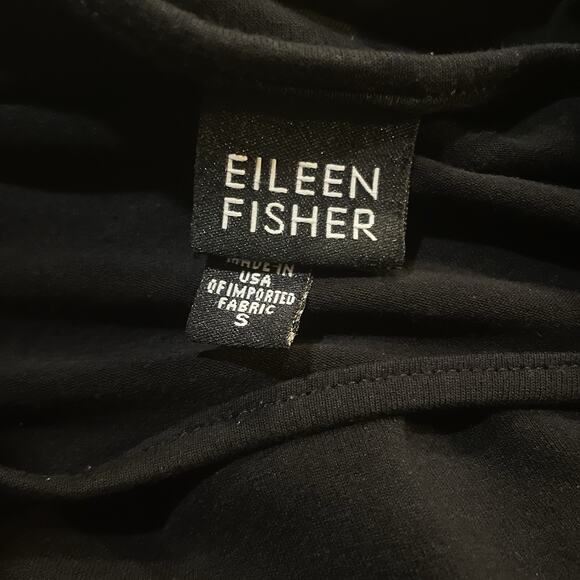 EILEEN
FISHER
MADE IN
USA
OF IMPORTED
FABRIC
S